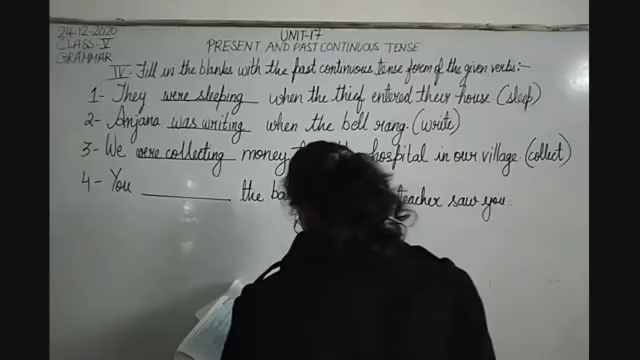 24-12-2020
CLASS-V
GRAMMAR
UNIT-17
PRESENT AND PAST CONTINUOUS TENSE
IV- Fill in the blanks with the past continuous tense form of the given verbs:-
1- They were sleeping when the thief entered their house. (sleep)
2- Anjana was writing when the bell rang. (write)
3- We were collecting money hospital in our village. (collect)
4- You ________ the teacher saw you.